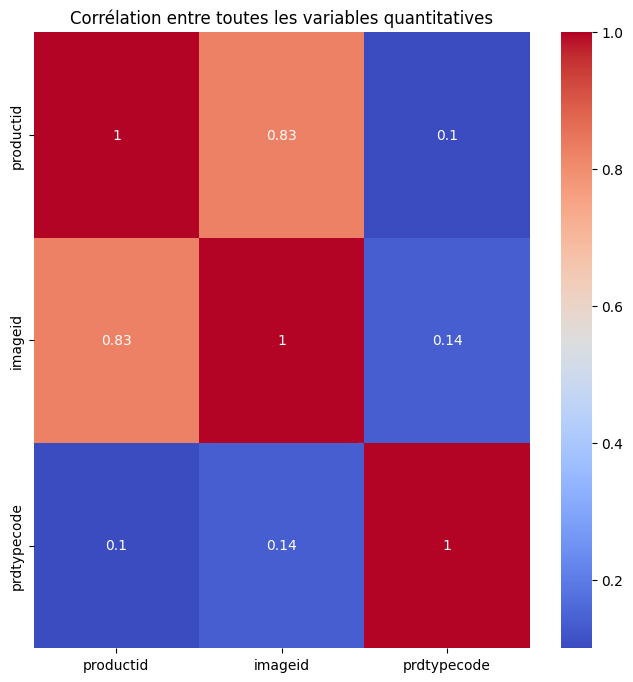 Corrélation entre toutes les variables quantitatives
productid
1
0.83
0.1
imageid
0.83
1
0.14
prdtypecode
0.1
0.14
1
productid
imageid
prdtypecode
1.0
0.8
0.6
0.4
0.2